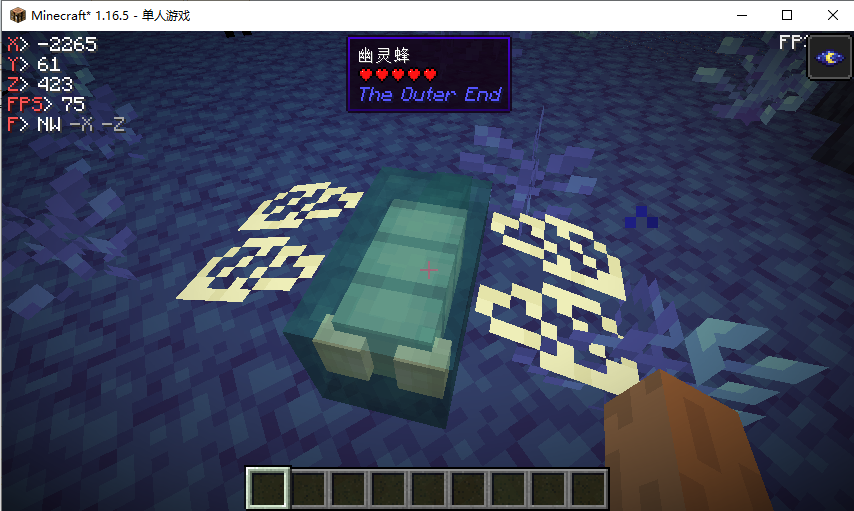 Minecraft* 1.16.5 - 单人游戏
X> -2265
Y> 61
Z> 423
FPS> 75
F> NW -X -Z
幽灵蜂
The Outer End
FP